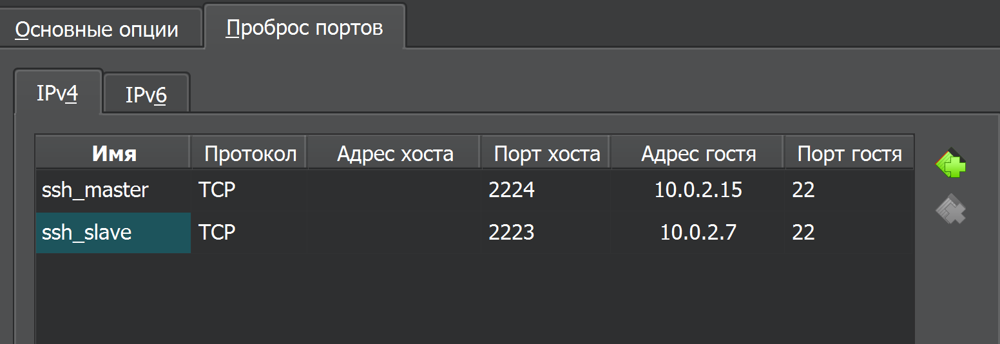 Основные опции Проброс портов
IPv4 IPv6
Имя Протокол Адрес хоста Порт хоста Адрес гостя Порт гостя
ssh_master TCP 2224 10.0.2.15 22
ssh_slave TCP 2223 10.0.2.7 22